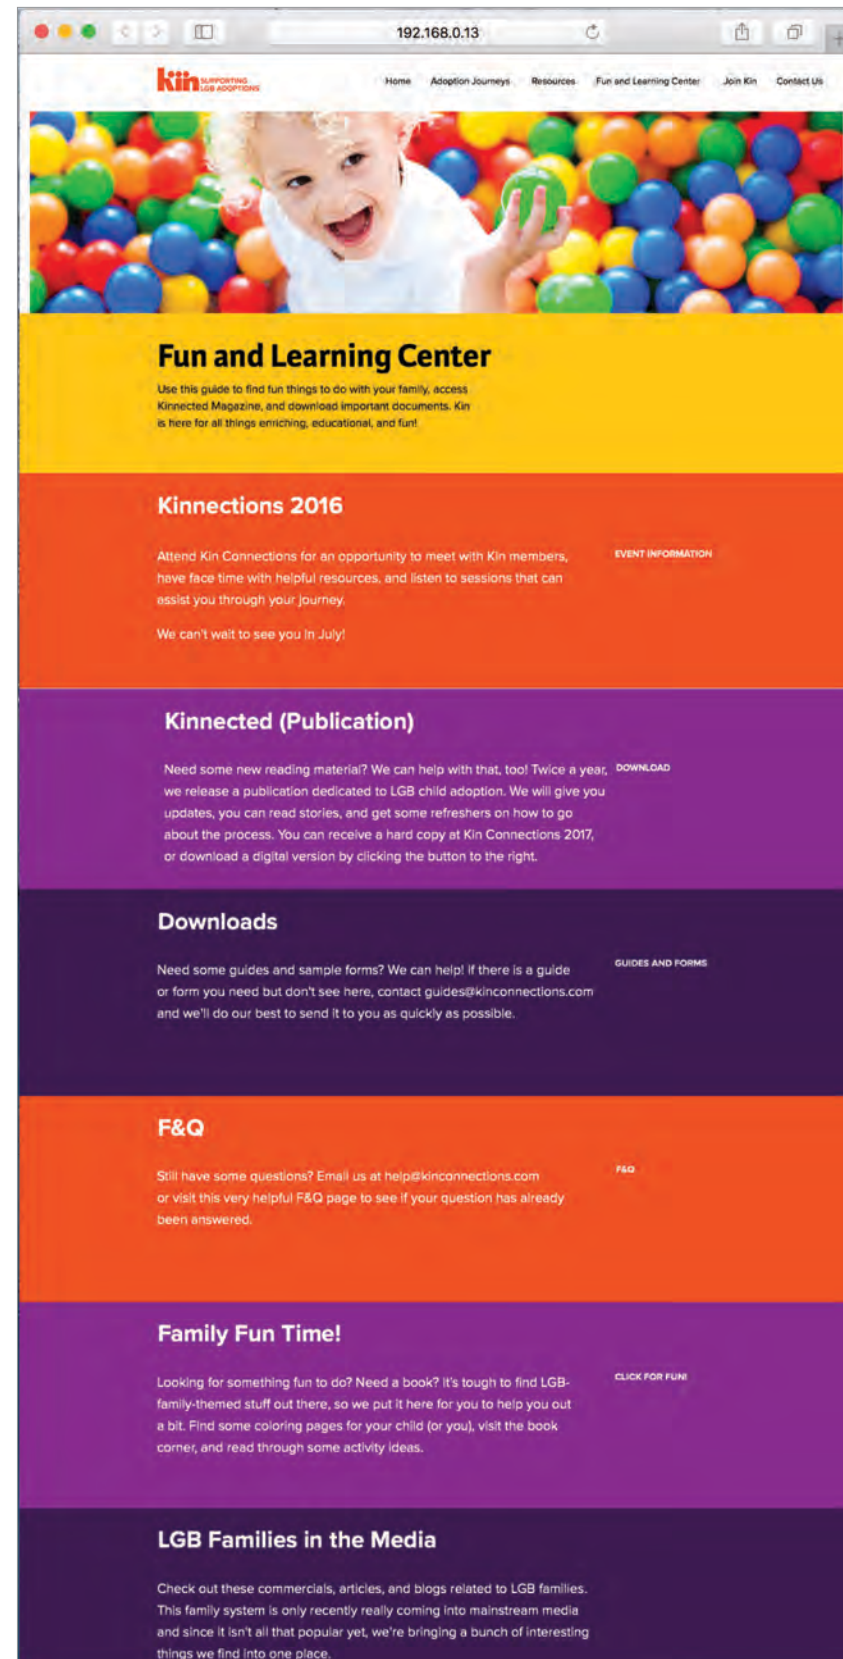 192.168.0.13
kin SUPPORTING
LGB ADOPTIONS
Home Adoption Journeys Resources Fun and Learning Center Join Kin Contact Us
Fun and Learning Center
Use this guide to find fun things to do with your family, access
Kinnected Magazine, and download important documents. Kin
is here for all things enriching, educational, and fun!
Kinnections 2016
Attend Kin Connections for an opportunity to meet with Kin members,
have face time with helpful resources, and listen to sessions that can
assist you through your journey.
We can't wait to see you in July!
EVENT INFORMATION
Kinnected (Publication)
Need some new reading material? We can help with that, too! Twice a year,
we release a publication dedicated to LGB child adoption. We will give you
updates, you can read stories, and get some refreshers on how to go
about the process. You can receive a hard copy at Kin Connections 2017,
or download a digital version by clicking the button to the right.
DOWNLOAD
Downloads
Need some guides and sample forms? We can help! If there is a guide
or form you need but don't see here, contact guides@kinconnections.com
and we'll do our best to send it to you as quickly as possible.
GUIDES AND FORMS
F&Q
Still have some questions? Email us at help@kinconnections.com
or visit this very helpful F&Q page to see if your question has already
been answered.
F&Q
Family Fun Time!
Looking for something fun to do? Need a book? It's tough to find LGB-
family-themed stuff out there, so we put it here for you to help you out
a bit. Find some coloring pages for your child (or you), visit the book
corner, and read through some activity ideas.
CLICK FOR FUN!
LGB Families in the Media
Check out these commercials, articles, and blogs related to LGB families.
This family system is only recently really coming into mainstream media
and since it isn't all that popular yet, we're bringing a bunch of interesting
things we find into one place.